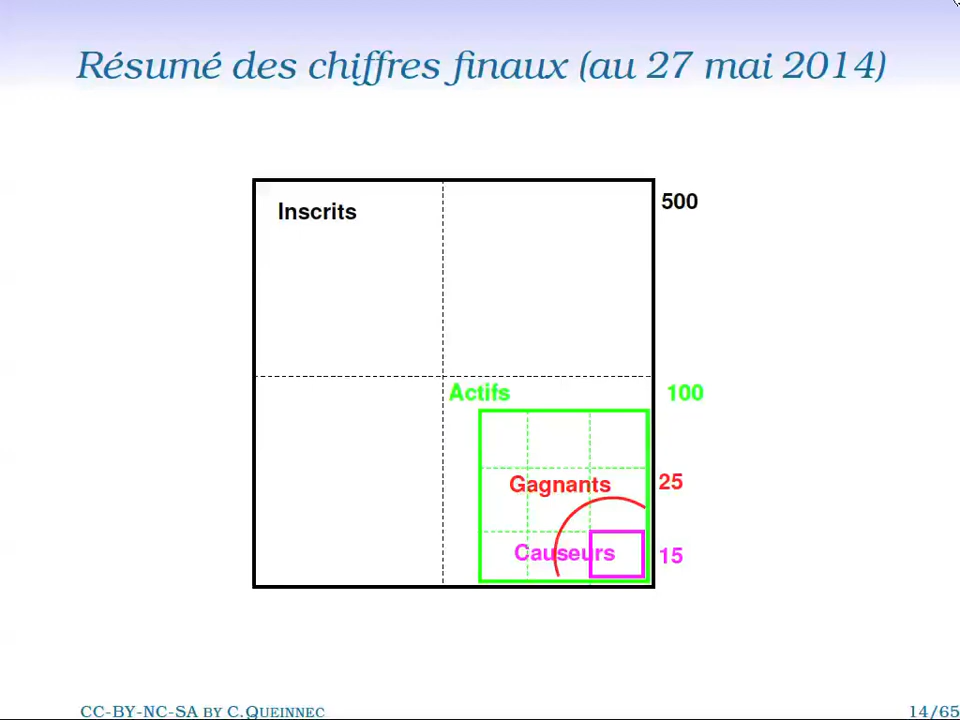 Résumé des chiffres finaux (au 27 mai 2014)
Inscrits
500
Actifs
100
Gagnants
25
Causeurs
15
CC-BY-NC-SA BY C.QUEINNEC
14/65